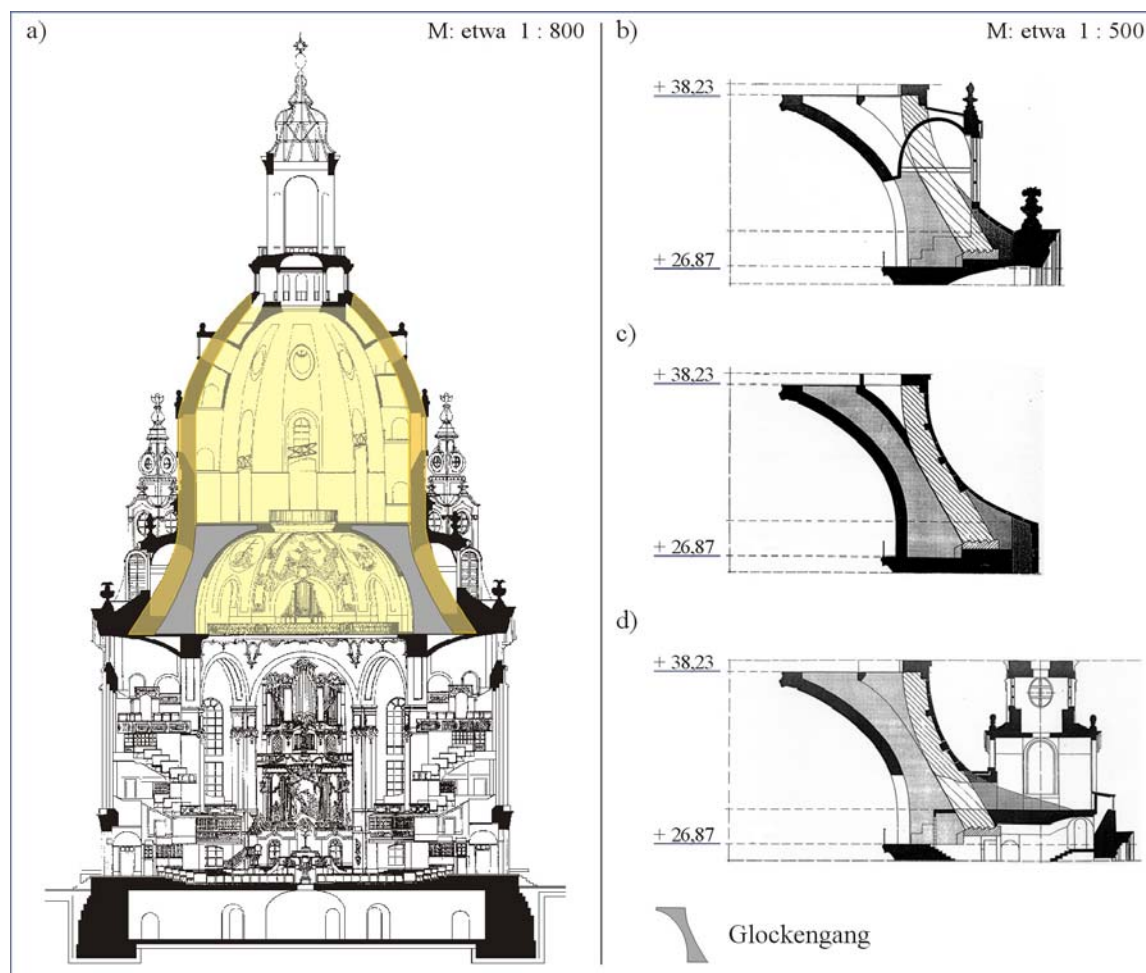 a)
M: etwa 1 : 800
b)
M: etwa 1 : 500
+ 38,23
+ 26,87
c)
+ 38,23
+ 26,87
d)
+ 38,23
+ 26,87
Glockengang